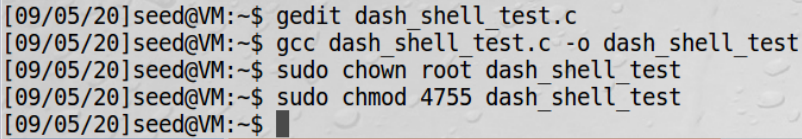 [09/05/20]seed@VM:~$ gedit dash_shell_test.c
[09/05/20]seed@VM:~$ gcc dash_shell_test.c -o dash_shell_test
[09/05/20]seed@VM:~$ sudo chown root dash_shell_test
[09/05/20]seed@VM:~$ sudo chmod 4755 dash_shell_test
[09/05/20]seed@VM:~$